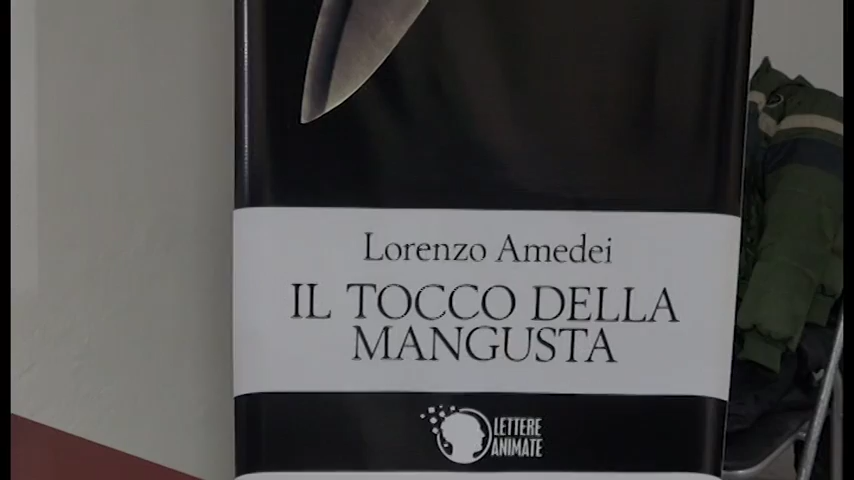 Lorenzo Amedei
IL TOCCO DELLA
MANGUSTA
LETTERE
ANIMATE